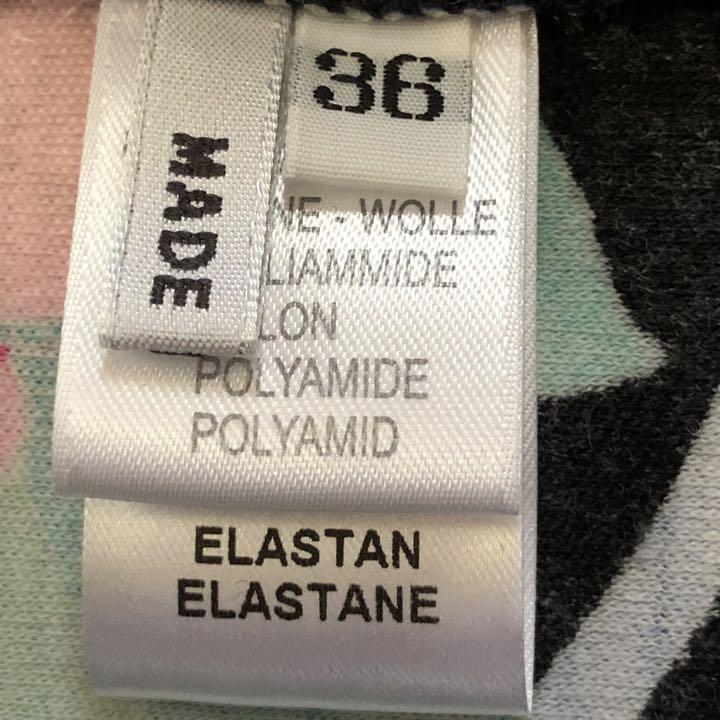 MADE
36
NE - WOLLE
LIAMMIDE
LON
POLYAMIDE
POLYAMID
ELASTAN
ELASTANE